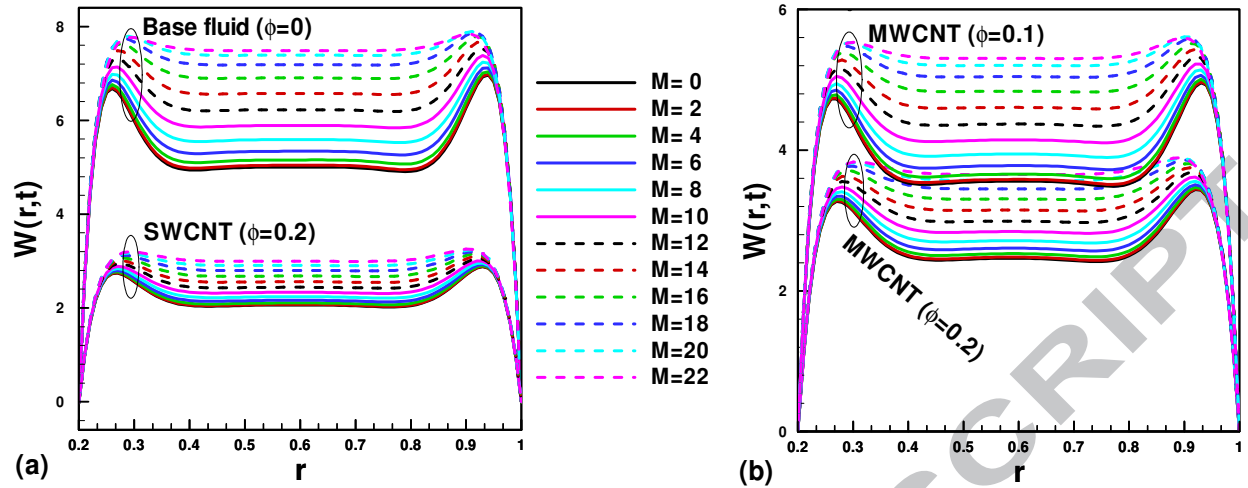 8
6
4
2
0
W(r,t)
Base fluid (ϕ=0)
SWCNT (ϕ=0.2)
0.2 0.3 0.4 0.5 0.6 0.7 0.8 0.9 1
r
(a)
M= 0
M= 2
M= 4
M= 6
M= 8
M=10
M=12
M=14
M=16
M=18
M=20
M=22
6
4
2
0
W(r,t)
MWCNT (ϕ=0.1)
MWCNT (ϕ=0.2)
0.2 0.3 0.4 0.5 0.6 0.7 0.8 0.9 1
r
(b)
SCRIPT